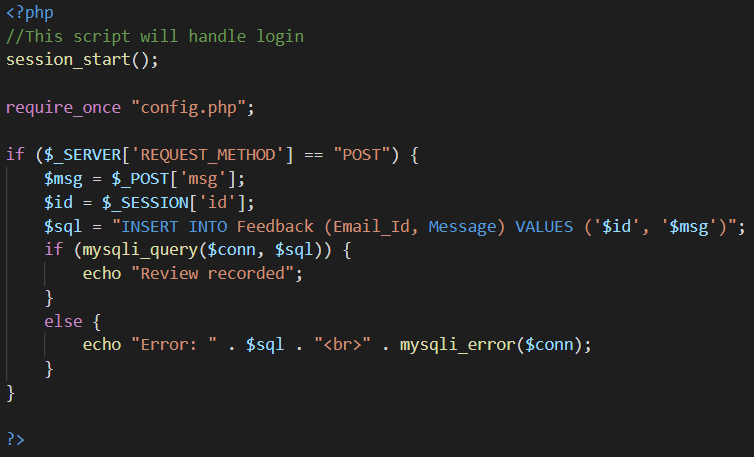 <?php
//This script will handle login
session_start();
require_once "config.php";
if ($_SERVER['REQUEST_METHOD'] == "POST") {
$msg = $_POST['msg'];
$id = $_SESSION['id'];
$sql = "INSERT INTO Feedback (Email_Id, Message) VALUES ('$id', '$msg')";
if (mysqli_query($conn, $sql)) {
echo "Review recorded";
}
else {
echo "Error: " . $sql . "<br>" . mysqli_error($conn);
}
}
?>